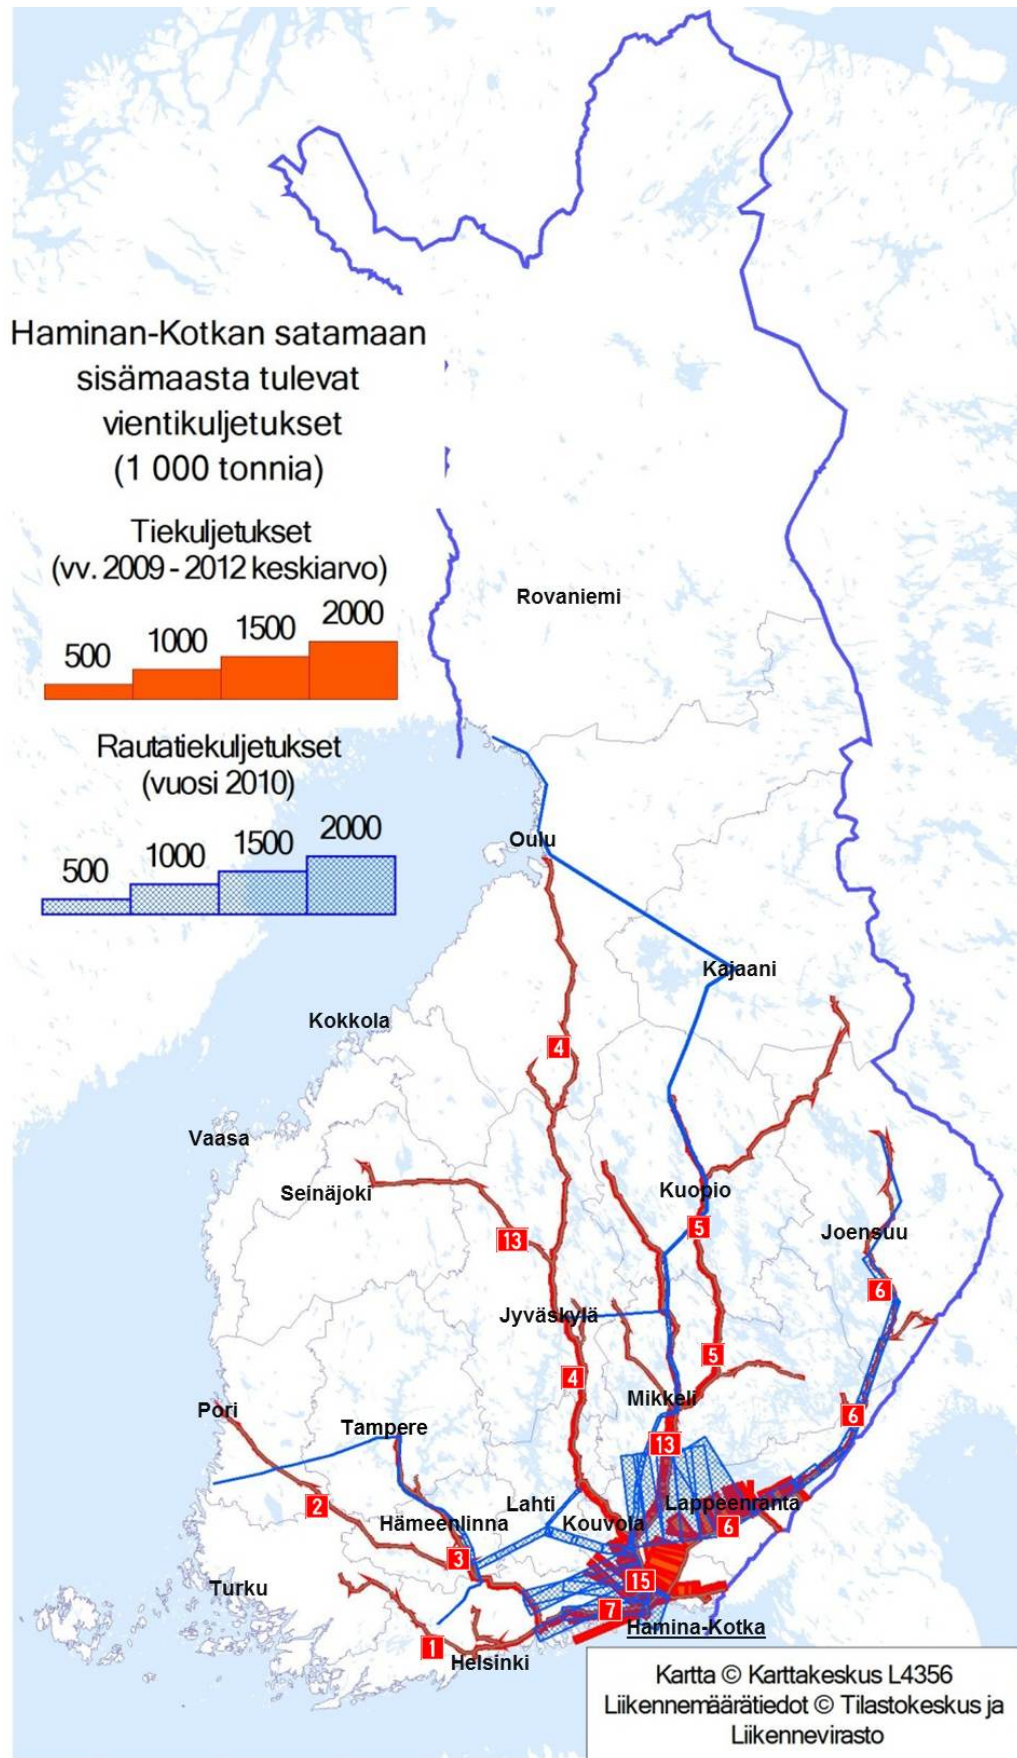 Haminan-Kotkan satamaan
sisämaasta tulevat
vientikuljetukset
(1 000 tonnia)
Tiekuljetukset
(vv. 2009 - 2012 keskiarvo)
500
1000
1500
2000
Rautatiekuljetukset
(vuosi 2010)
500
1000
1500
2000
Rovaniemi
Oulu
Kajaani
Kokkola
4
Vaasa
Seinäjoki
Kuopio
5
Joensuu
13
6
Jyväskylä
5
4
Mikkeli
6
Pori
Tampere
13
2
Lahti
Lappeenranta
Hämeenlinna
Kouvola
6
3
15
Turku
7
Hamina-Kotka
1
Helsinki
Kartta © Karttakeskus L4356
Liikennemäärätiedot © Tilastokeskus ja
Liikennevirasto